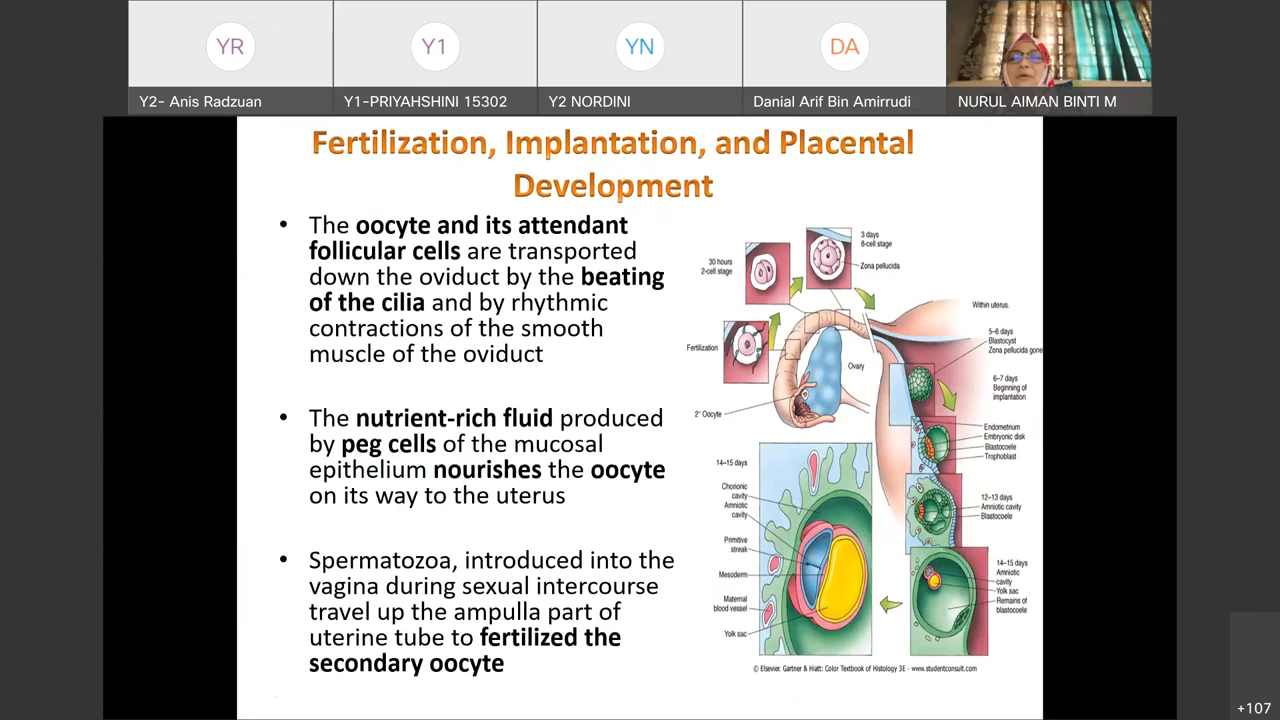 YR
Y1
YN
DA
Y2- Anis Radzuan
Y1-PRIYAHSHINI 15302
Y2 NORDINI
Danial Arif Bin Amirrudi
NURUL AIMAN BINTI M
Fertilization, Implantation, and Placental
Development
• The oocyte and its attendant
follicular cells are transported
down the oviduct by the beating
of the cilia and by rhythmic
contractions of the smooth
muscle of the oviduct
• The nutrient-rich fluid produced
by peg cells of the mucosal
epithelium nourishes the oocyte
on its way to the uterus
• Spermatozoa, introduced into the
vagina during sexual intercourse
travel up the ampulla part of
uterine tube to fertilized the
secondary oocyte
3 days
8-cell stage
Zona pellucida
30 hours
2-cell stage
Within uterus.
Fertilization
5–6 days
Blastocyst
Zona pellucida gone
Ovary
6–7 days
Beginning of
implantation
2° Oocyte
Endometrium
Embryonic disk
Blastocoele
Trophoblast
14–15 days
Chorionic
cavity
Amniotic
cavity
12–13 days
Amniotic cavity
Blastocoele
Primitive
streak
Mesoderm
Maternal
blood vessel
Yolk sac
14–15 days
Amniotic
cavity
Yolk sac
Remains of
blastocoele
© Elsevier. Gartner & Hiatt: Color Textbook of Histology 3E - www.studentconsult.com
+107